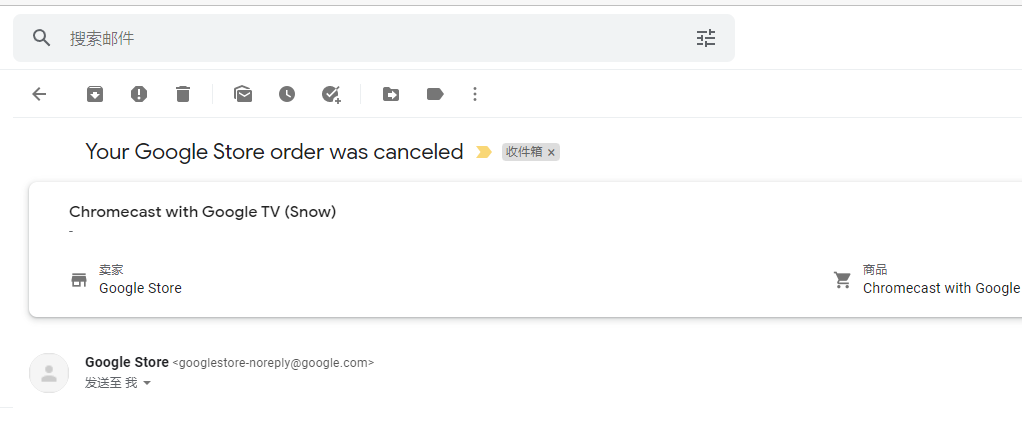 搜索邮件
Your Google Store order was canceled 收件箱 ×
Chromecast with Google TV (Snow)
-
卖家
Google Store
商品
Chromecast with Google
Google Store <googlestore-noreply@google.com>
发送至 我